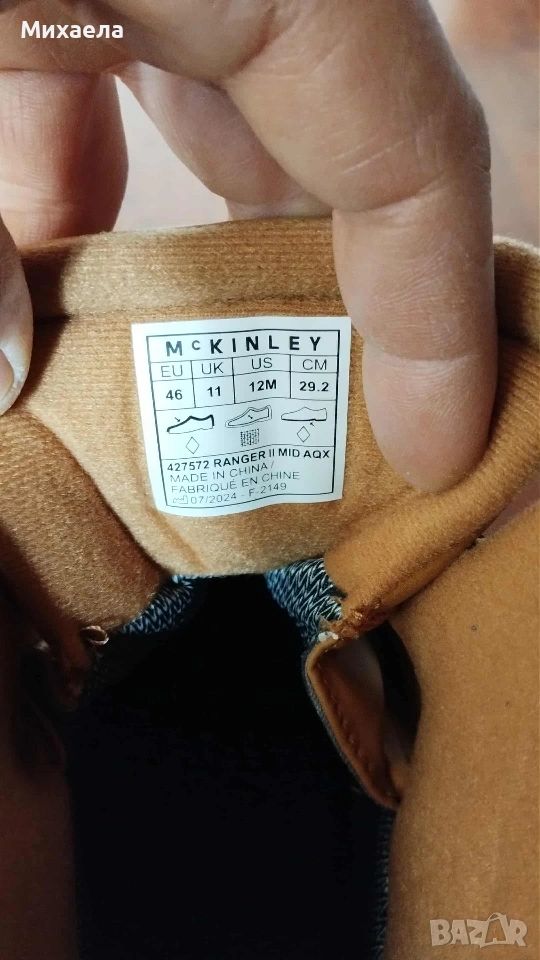 Михаела
McKINLEY
EU UK US CM
46 11 12M 29.2
427572 RANGER II MID AQX
MADE IN CHINA /
FABRIQUÉ EN CHINE
07/2024 - F-2149
BAZAR